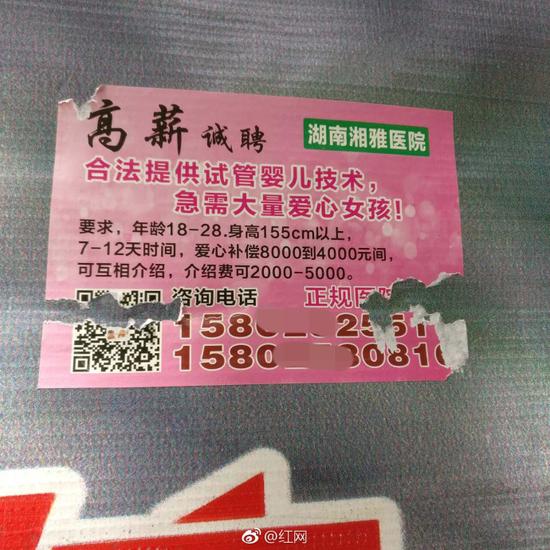 高薪诚聘
湖南湘雅医院
合法提供试管婴儿技术，
急需大量爱心女孩！
要求，年龄18-28.身高155cm以上，
7-12天时间，爱心补偿8000到4000元间，
可互相介绍，介绍费可2000-5000。
咨询电话
正规医
@红网